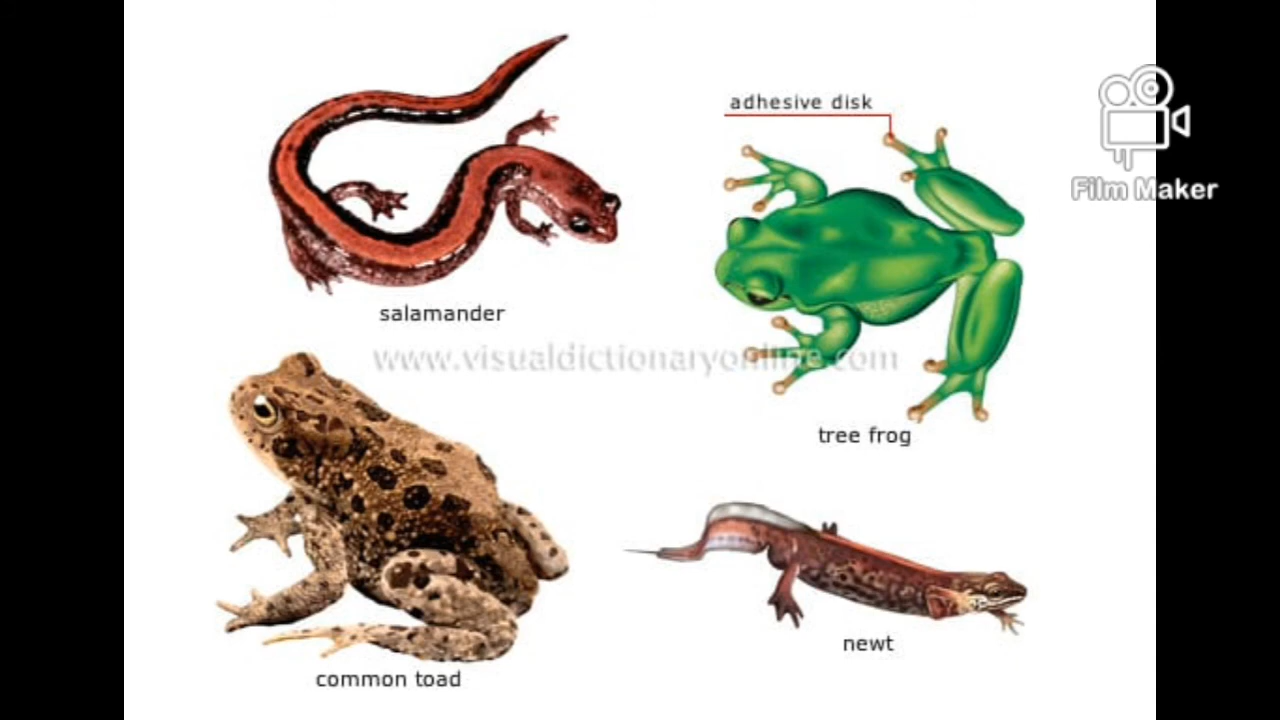 adhesive disk
Film Maker
salamander
www.visualdictionaryonline.com
tree frog
newt
common toad